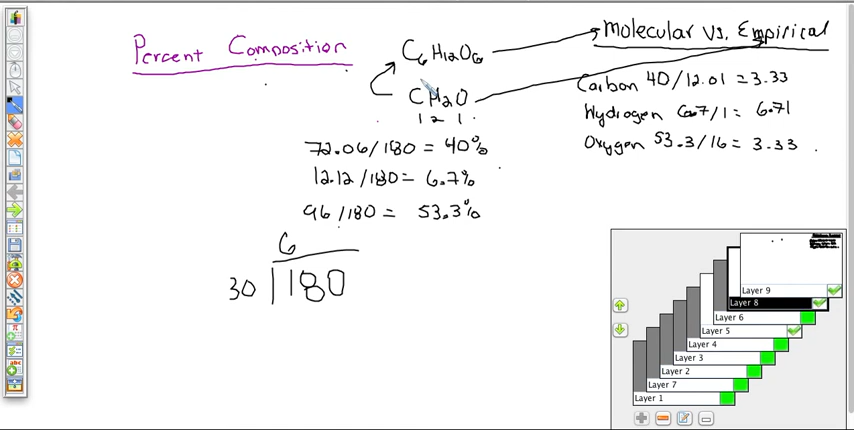 Percent Composition
C6H12O6
CH2O
1 2 1
72.06/180 = 40%
12.12/180 = 6.7%
96/180 = 53.3%
6
30 180
Molecular vs. Empirical
Carbon 40/12.01 = 3.33
Hydrogen 6.7/1 = 6.71
Oxygen 53.3/16 = 3.33
Layer 9
Layer 8
Layer 6
Layer 5
Layer 4
Layer 3
Layer 2
Layer 7
Layer 1